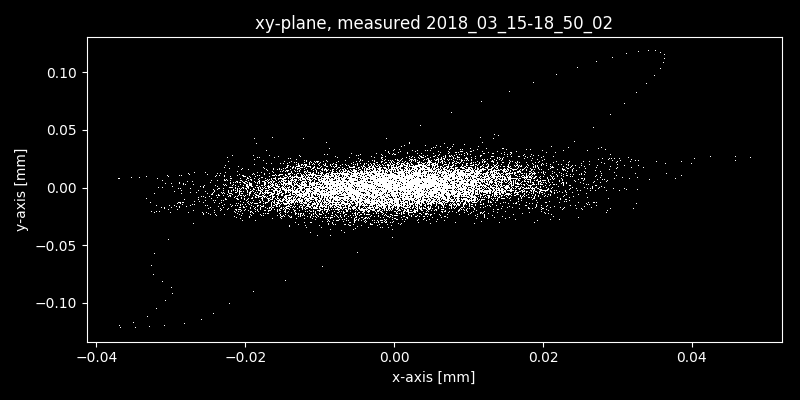 xy-plane, measured 2018_03_15-18_50_02
0.10
0.05
0.00
−0.05
−0.10
y-axis [mm]
−0.04 −0.02 0.00 0.02 0.04
x-axis [mm]